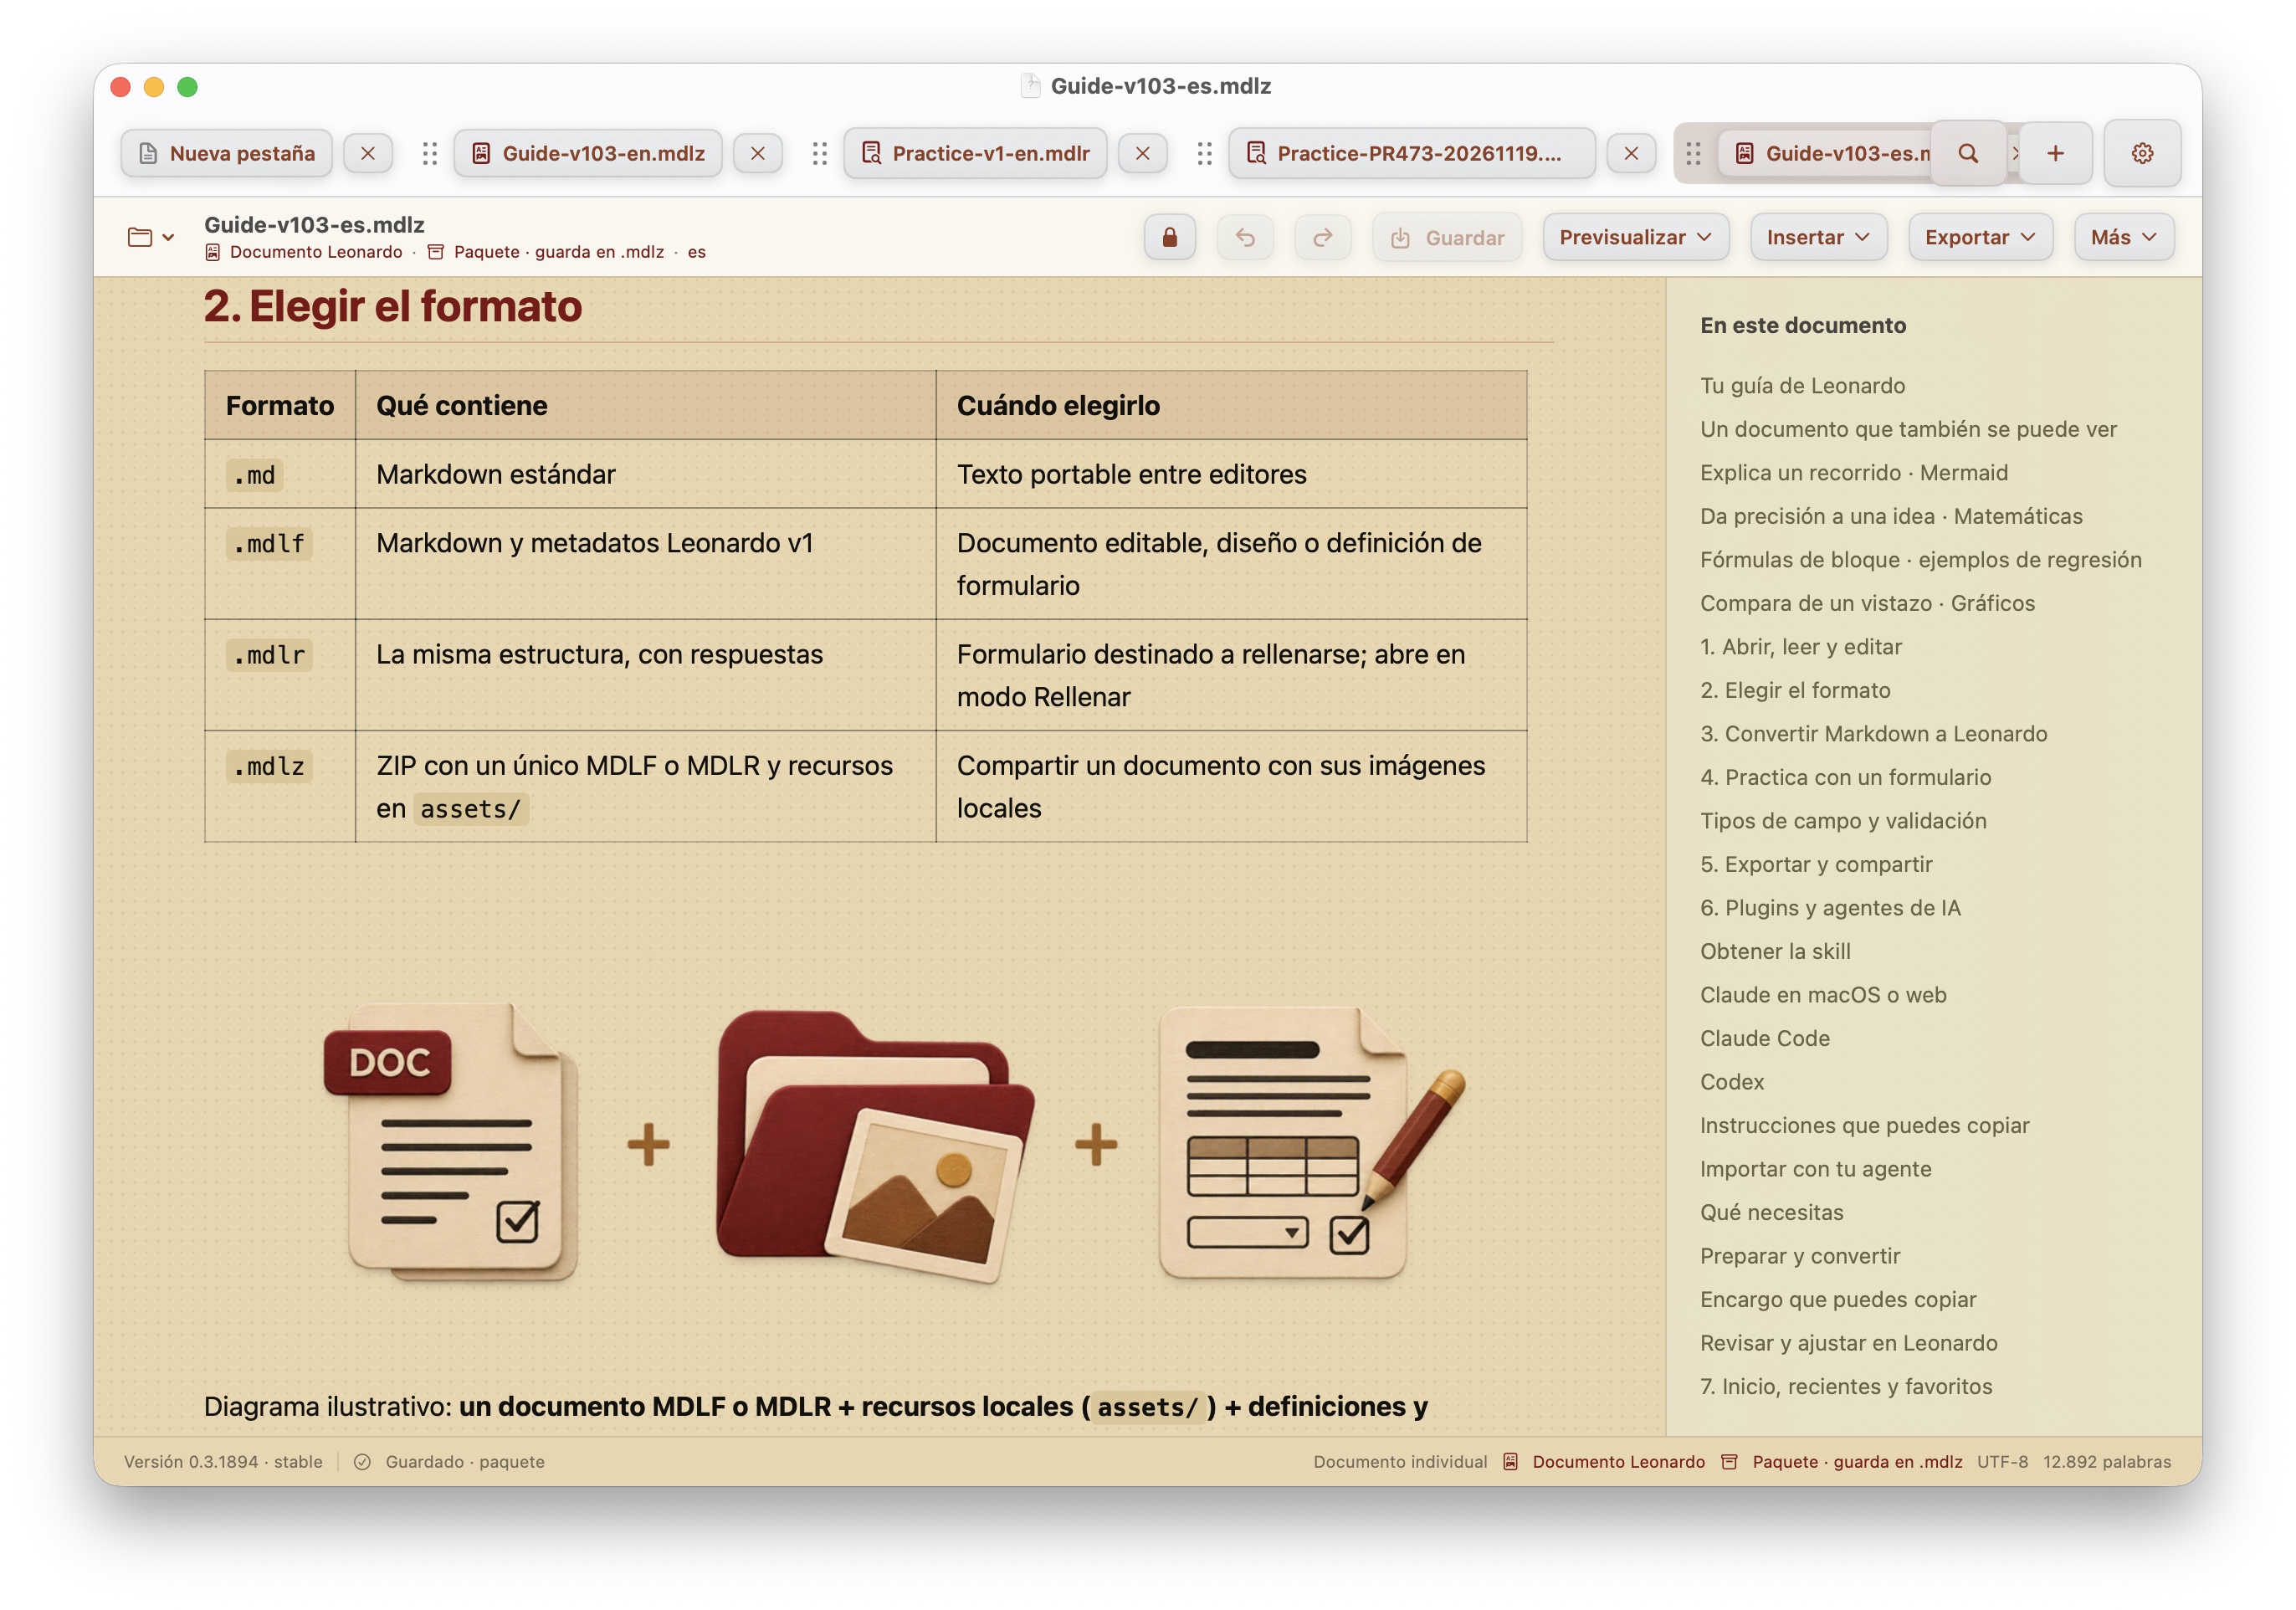 Guide-v103-es.mdlz
Nueva pestaña
Guide-v103-en.mdlz
Practice-v1-en.mdlr
Practice-PR473-20261119....
Guide-v103-es.m
Guide-v103-es.mdlz
Documento Leonardo · Paquete · guarda en .mdlz · es
Guardar
Previsualizar
Insertar
Exportar
Más
2. Elegir el formato
Formato
Qué contiene
Cuándo elegirlo
.md
Markdown estándar
Texto portable entre editores
.mdlf
Markdown y metadatos Leonardo v1
Documento editable, diseño o definición de
formulario
.mdlr
La misma estructura, con respuestas
Formulario destinado a rellenarse; abre en
modo Rellenar
.mdlz
ZIP con un único MDLF o MDLR y recursos
en assets/
Compartir un documento con sus imágenes
locales
DOC
Diagrama ilustrativo: un documento MDLF o MDLR + recursos locales (assets/) + definiciones y
En este documento
Tu guía de Leonardo
Un documento que también se puede ver
Explica un recorrido · Mermaid
Da precisión a una idea · Matemáticas
Fórmulas de bloque · ejemplos de regresión
Compara de un vistazo · Gráficos
1. Abrir, leer y editar
2. Elegir el formato
3. Convertir Markdown a Leonardo
4. Practica con un formulario
Tipos de campo y validación
5. Exportar y compartir
6. Plugins y agentes de IA
Obtener la skill
Claude en macOS o web
Claude Code
Codex
Instrucciones que puedes copiar
Importar con tu agente
Qué necesitas
Preparar y convertir
Encargo que puedes copiar
Revisar y ajustar en Leonardo
7. Inicio, recientes y favoritos
Versión 0.3.1894 · stable
Guardado · paquete
Documento individual
Documento Leonardo
Paquete · guarda en .mdlz
UTF-8
12.892 palabras